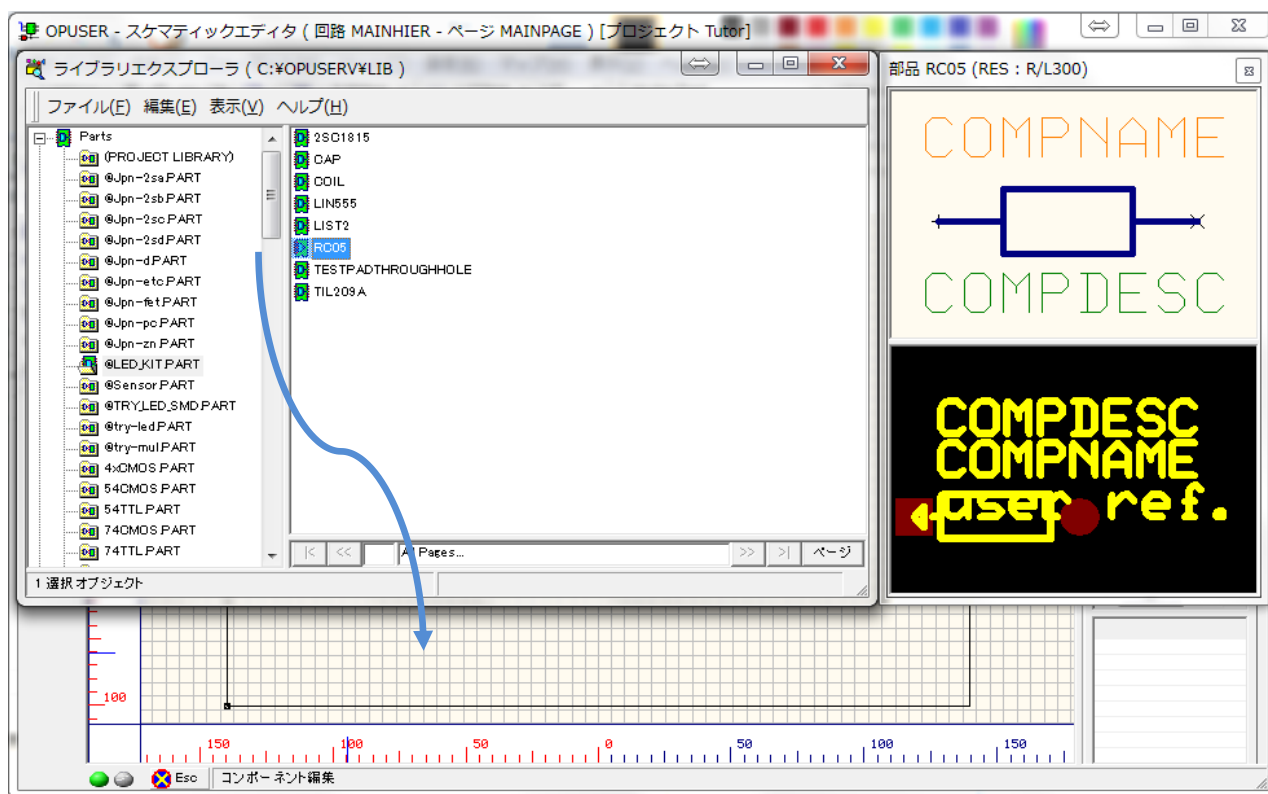 OPUSER - スケマティックエディタ ( 回路 MAINHIER - ページ MAINPAGE ) [プロジェクト Tutor]
ライブラリエクスプローラ ( C:¥OPUSERV¥LIB )
ファイル(F) 編集(E) 表示(V) ヘルプ(H)
Parts
(PROJECT LIBRARY)
@Jpn-2sa.PART
@Jpn-2sb.PART
@Jpn-2sc.PART
@Jpn-2sd.PART
@Jpn-d.PART
@Jpn-etc.PART
@Jpn-fet.PART
@Jpn-pc.PART
@Jpn-zn.PART
@LED_KIT.PART
@Sensor.PART
@TRY_LED_SMD.PART
@try-led.PART
@try-mul.PART
4xCMOS.PART
54CMOS.PART
54TTL.PART
74CMOS.PART
74TTL.PART
2SC1815
CAP
COIL
LIN555
LIST2
RC05
TESTPADTHROUGHHOLE
TIL209A
|< << All Pages... >> >| ページ
1 選択 オブジェクト
部品 RC05 (RES : R/L300)
COMPNAME
COMPDESC
COMPDESC
COMPNAME
user ref.
100
150 100 50 0 50 100 150
Esc コンポーネント編集